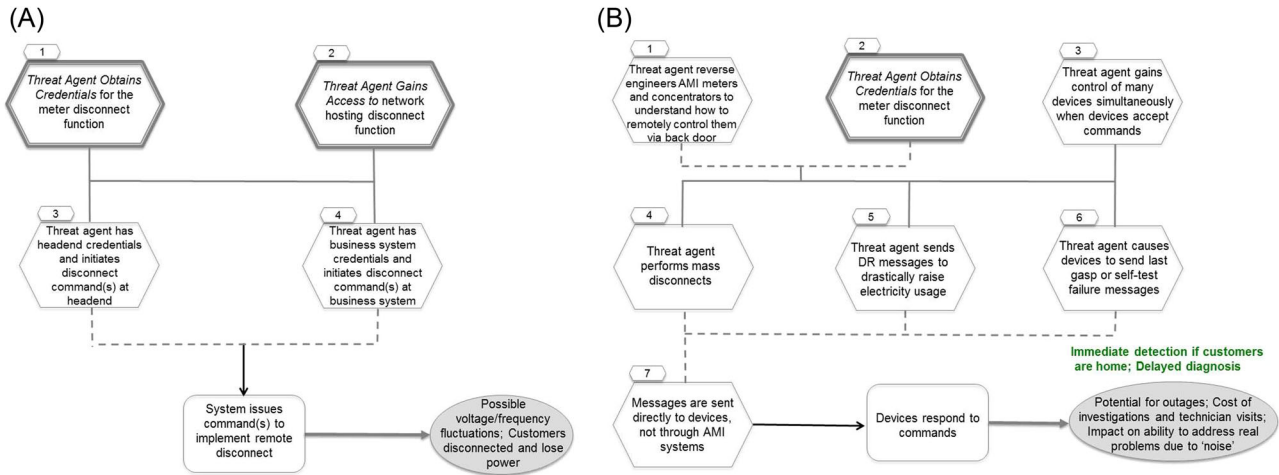 (A)
1
Threat Agent Obtains
Credentials for the
meter disconnect
function
2
Threat Agent Gains
Access to network
hosting disconnect
function
3
Threat agent has
headend credentials
and initiates
disconnect
command(s) at
headend
4
Threat agent has
business system
credentials and
initiates disconnect
command(s) at
business system
System issues
command(s) to
implement remote
disconnect
Possible
voltage/frequency
fluctuations; Customers
disconnected and lose
power
(B)
1
Threat agent reverse
engineers AMI meters
and concentrators to
understand how to
remotely control them
via back door
2
Threat Agent Obtains
Credentials for the
meter disconnect
function
3
Threat agent gains
control of many
devices simultaneously
when devices accept
commands
4
Threat agent
performs mass
disconnects
5
Threat agent sends
DR messages to
drastically raise
electricity usage
6
Threat agent causes
devices to send last
gasp or self-test
failure messages
7
Messages are sent
directly to devices,
not through AMI
systems
Devices respond to
commands
Immediate detection if customers
are home; Delayed diagnosis
Potential for outages; Cost of
investigations and technician visits;
Impact on ability to address real
problems due to ‘noise’